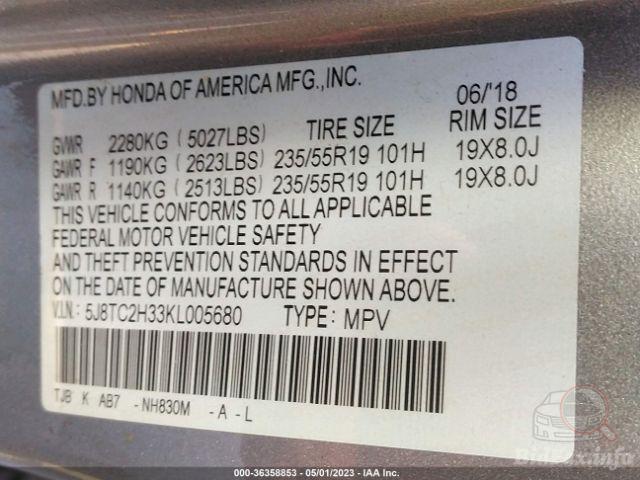 MFD.BY HONDA OF AMERICA MFG.,INC.
06/'18
GVWR 2280KG ( 5027LBS) TIRE SIZE RIM SIZE
GAWR F 1190KG ( 2623LBS) 235/55R19 101H 19X8.0J
GAWR R 1140KG ( 2513LBS) 235/55R19 101H 19X8.0J
THIS VEHICLE CONFORMS TO ALL APPLICABLE
FEDERAL MOTOR VEHICLE SAFETY
AND THEFT PREVENTION STANDARDS IN EFFECT
ON THE DATE OF MANUFACTURE SHOWN ABOVE.
V.I.N.: 5J8TC2H33KL005680 TYPE: MPV
TJB K AB7 -NH830M -A-L
000-36358853 - 05/01/2023 - IAA Inc.
BidFax.info